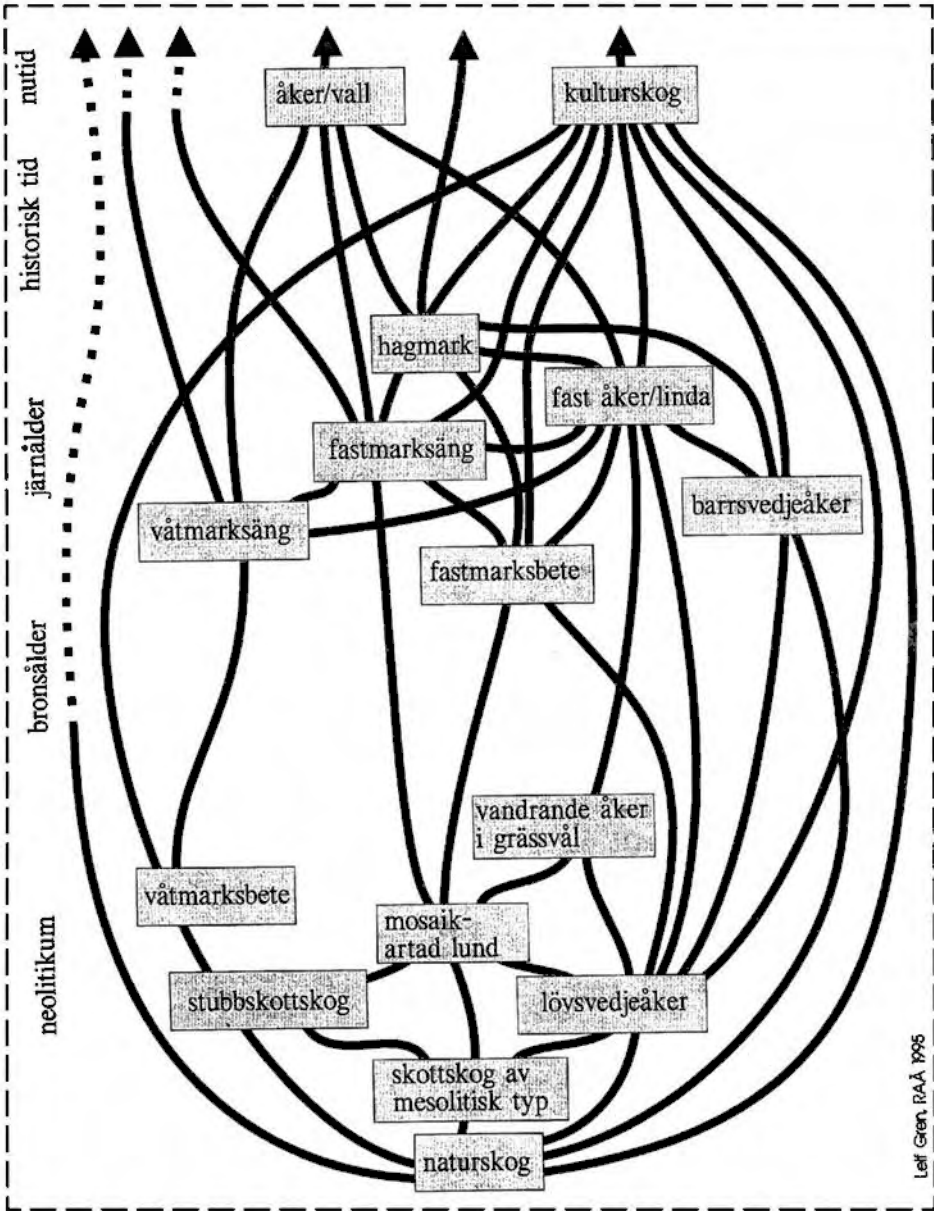 nutid
historisk tid
järnålder
bronsålder
neolitikum
åker/vall
kulturskog
hagmark
fast åker/linda
fastmarksäng
barrsvedjeåker
våtmarksäng
fastmarksbete
vandrande åker
i grässvål
våtmarksbete
mosaik-
artad lund
stubbskottskog
lövsvedjeåker
skottskog av
mesolitisk typ
naturskog
Leif Gren, RAÄ 1995